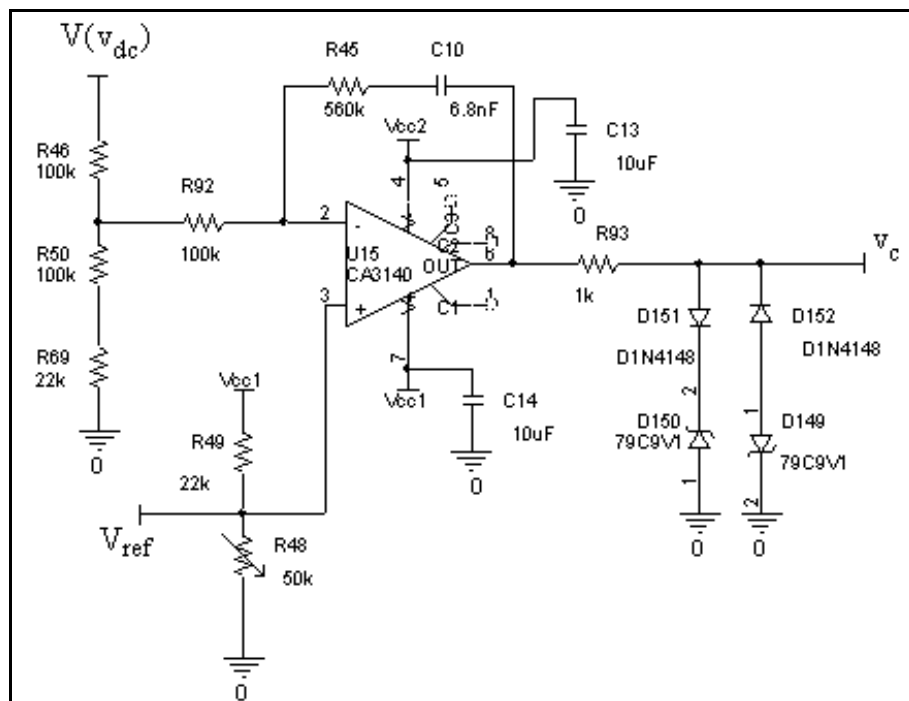 V(v_dc)
R45
C10
560k
6.8nF
Vcc2
C13
10uF
0
R46
100k
R92
100k
4
5
C3
2
-
U15
CA3140
C2
8
OUT
6
R93
1k
v_c
R50
100k
3
+
C1
1
D151
D1N4148
D152
D1N4148
R69
22k
7
Vcc1
Vcc1
C14
10uF
0
2
D150
79C9V1
1
1
D149
79C9V1
2
0
R49
22k
0
0
V_ref
R48
50k
0